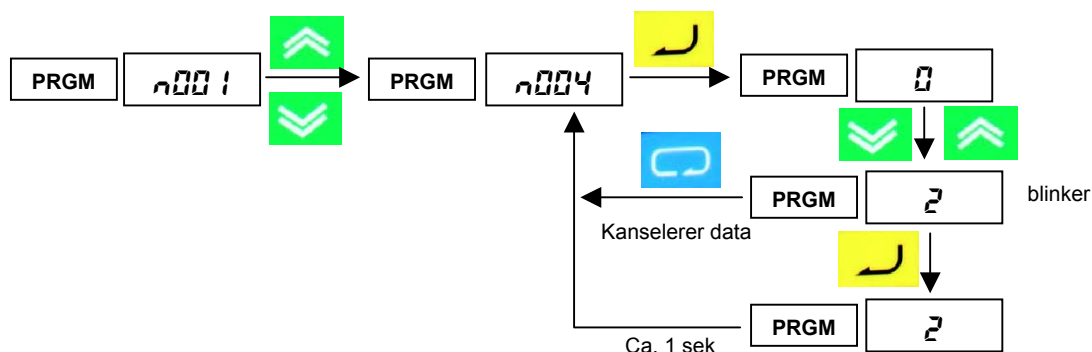 PRGM n001
PRGM n004
PRGM 0
PRGM 2 blinker
Kanselerer data
PRGM 2
Ca. 1 sek